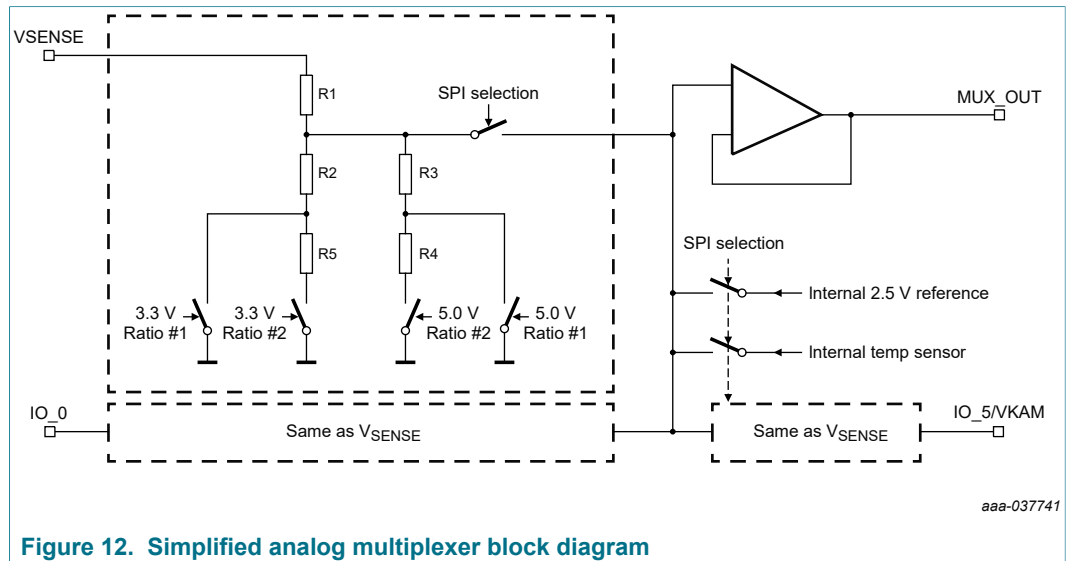 VSENSE
R1
SPI selection
MUX_OUT
R2
R3
R5
R4
3.3 V
Ratio #1
3.3 V
Ratio #2
5.0 V
Ratio #2
5.0 V
Ratio #1
SPI selection
Internal 2.5 V reference
Internal temp sensor
IO_0
Same as VSENSE
Same as VSENSE
IO_5/VKAM
aaa-037741
Figure 12. Simplified analog multiplexer block diagram